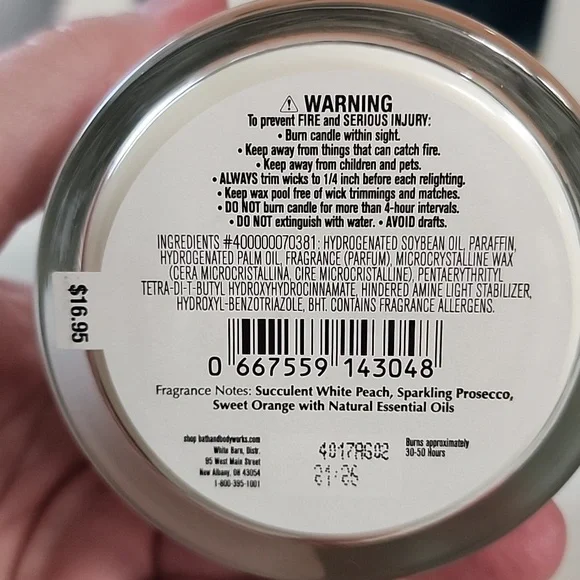 ⚠ WARNING
To prevent FIRE and SERIOUS INJURY:
• Burn candle within sight.
• Keep away from things that can catch fire.
• Keep away from children and pets.
• ALWAYS trim wicks to 1/4 inch before each relighting.
• Keep wax pool free of wick trimmings and matches.
• DO NOT burn candle for more than 4-hour intervals.
• DO NOT extinguish with water. • AVOID drafts.
INGREDIENTS #400000070381: HYDROGENATED SOYBEAN OIL, PARAFFIN,
HYDROGENATED PALM OIL, FRAGRANCE (PARFUM), MICROCRYSTALLINE WAX
(CERA MICROCRISTALLINA, CIRE MICROCRISTALLINE), PENTAERYTHRITYL
TETRA-DI-T-BUTYL HYDROXYHYDROCINNAMATE, HINDERED AMINE LIGHT STABILIZER,
HYDROXYL-BENZOTRIAZOLE, BHT. CONTAINS FRAGRANCE ALLERGENS.
$16.95
0 667559 143048
Fragrance Notes: Succulent White Peach, Sparkling Prosecco,
Sweet Orange with Natural Essential Oils
shop bathandbodyworks.com
White Barn, Distr.
95 West Main Street
New Albany, OH 43054
1-800-395-1001
4017AG02
Burns approximately
30-50 Hours